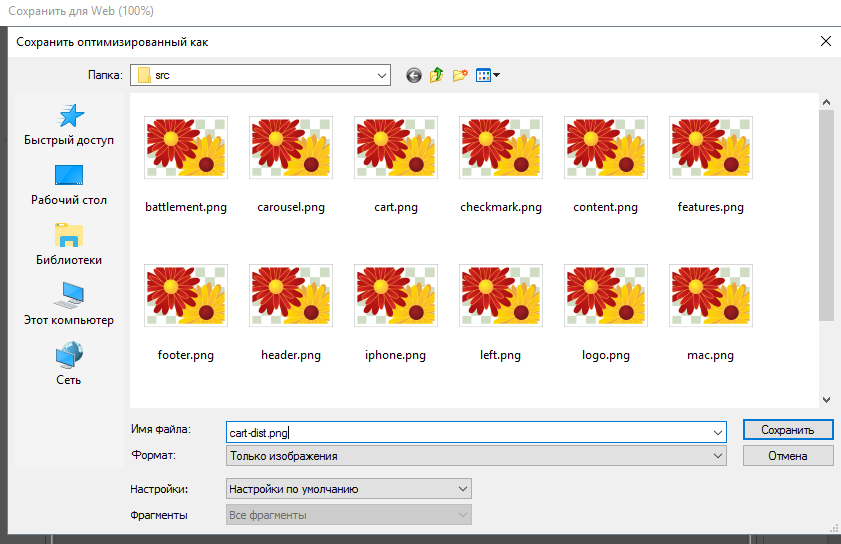 Сохранить для Web (100%)
Сохранить оптимизированный как
Папка: src
Быстрый доступ
Рабочий стол
Библиотеки
Этот компьютер
Сеть
battlement.png carousel.png cart.png checkmark.png content.png features.png
footer.png header.png iphone.png left.png logo.png mac.png
Имя файла: cart-dist.png Сохранить
Формат: Только изображения Отмена
Настройки: Настройки по умолчанию
Фрагменты Все фрагменты